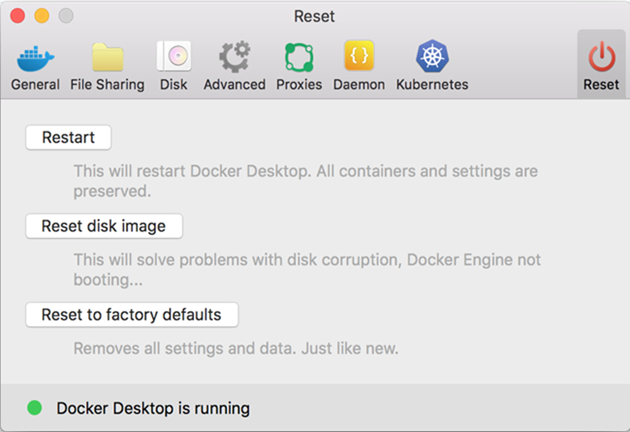 Reset
General File Sharing Disk Advanced Proxies Daemon Kubernetes Reset
Restart
This will restart Docker Desktop. All containers and settings are
preserved.
Reset disk image
This will solve problems with disk corruption, Docker Engine not
booting...
Reset to factory defaults
Removes all settings and data. Just like new.
Docker Desktop is running